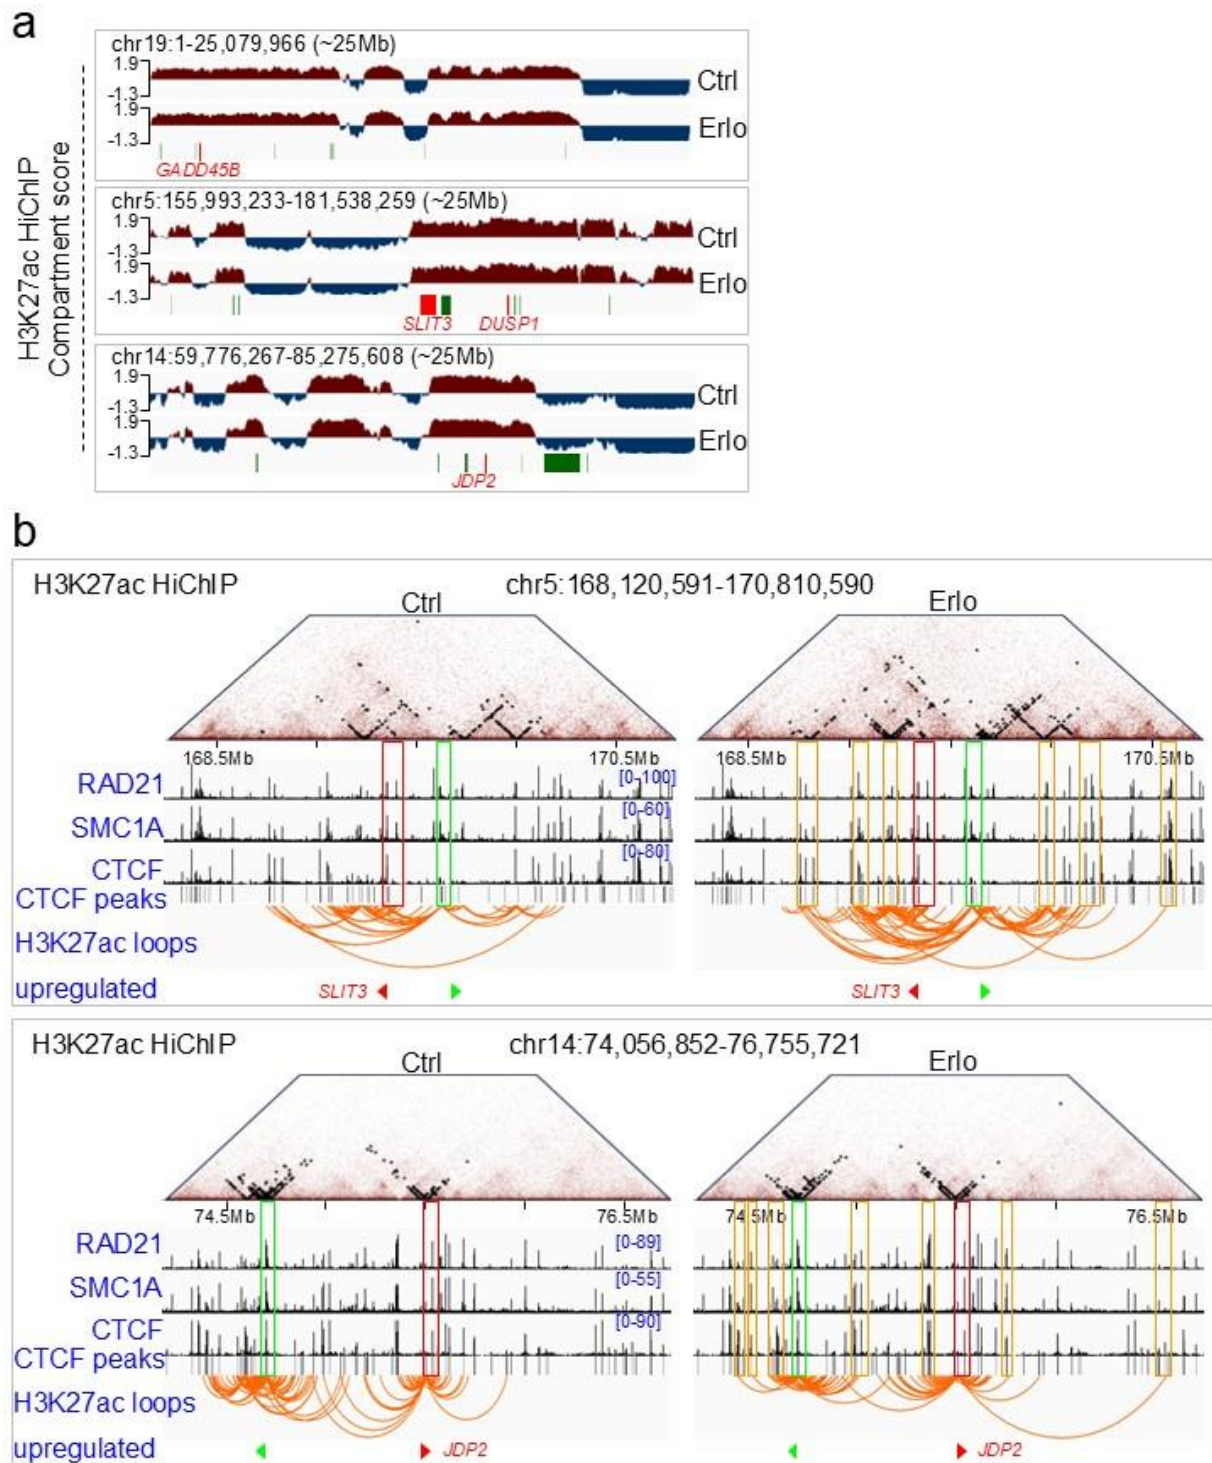 a
H3K27ac HiChIP
Compartment score
chr19:1-25,079,966 (~25Mb)
1.9
-1.3
Ctrl
1.9
-1.3
Erlo
GADD45B
chr5:155,993,233-181,538,259 (~25Mb)
1.9
-1.3
Ctrl
1.9
-1.3
Erlo
SLIT3 DUSP1
chr14:59,776,267-85,275,608 (~25Mb)
1.9
-1.3
Ctrl
1.9
-1.3
Erlo
JDP2
b
H3K27ac HiChIP chr5:168,120,591-170,810,590
Ctrl Erlo
168.5Mb 170.5Mb 168.5Mb 170.5Mb
RAD21 [0-100]
SMC1A [0-60]
CTCF [0-80]
CTCF peaks
H3K27ac loops
upregulated SLIT3 SLIT3
H3K27ac HiChIP chr14:74,056,852-76,755,721
Ctrl Erlo
74.5Mb 76.5Mb 74.5Mb 76.5Mb
RAD21 [0-89]
SMC1A [0-55]
CTCF [0-90]
CTCF peaks
H3K27ac loops
upregulated JDP2 JDP2